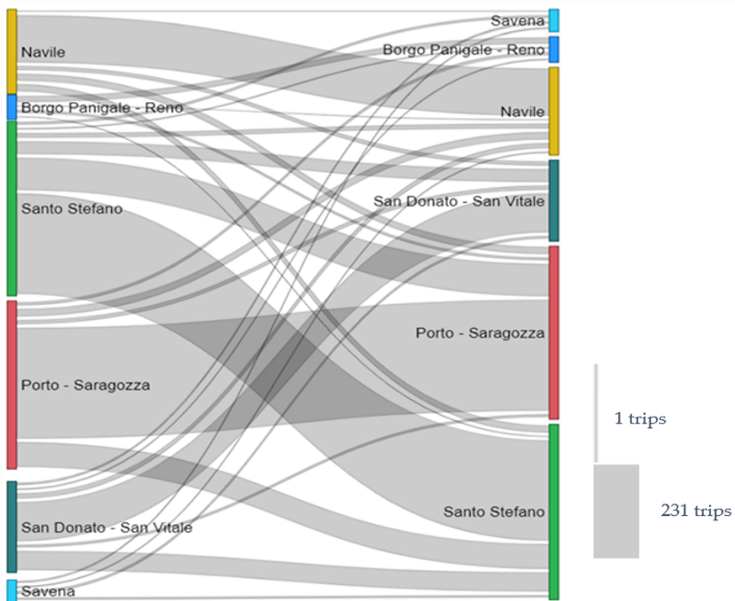 Savena
Borgo Panigale - Reno
Navile
Navile
Borgo Panigale - Reno
San Donato - San Vitale
Santo Stefano
Porto - Saragozza
Porto - Saragozza
1 trips
Santo Stefano
231 trips
San Donato - San Vitale
Savena